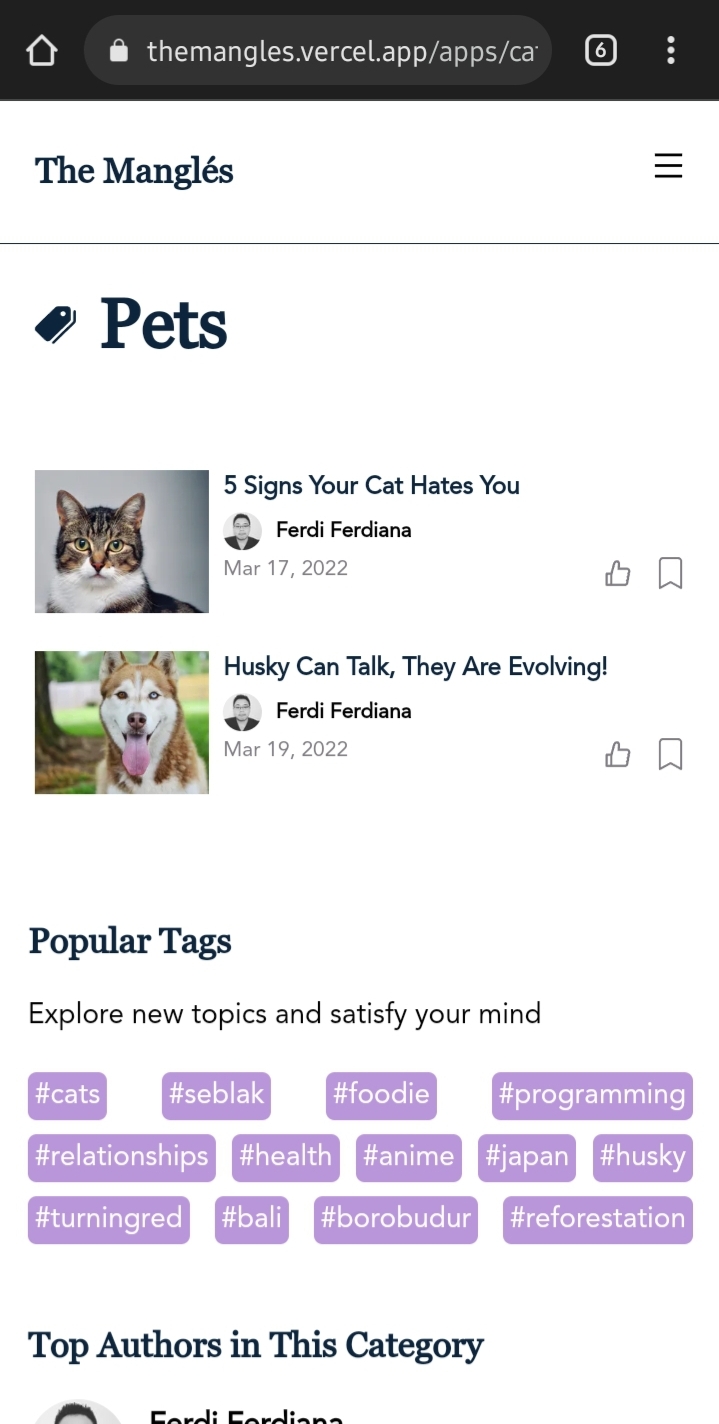 6
themangles.vercel.app/apps/ca
The Manglés
Pets
5 Signs Your Cat Hates You
Ferdi Ferdiana
Mar 17, 2022
Husky Can Talk, They Are Evolving!
Ferdi Ferdiana
Mar 19, 2022
Popular Tags
Explore new topics and satisfy your mind
#cats #seblak #foodie #programming
#relationships #health #anime #japan #husky
#turningred #bali #borobudur #reforestation
Top Authors in This Category
Ferdi Ferdiana